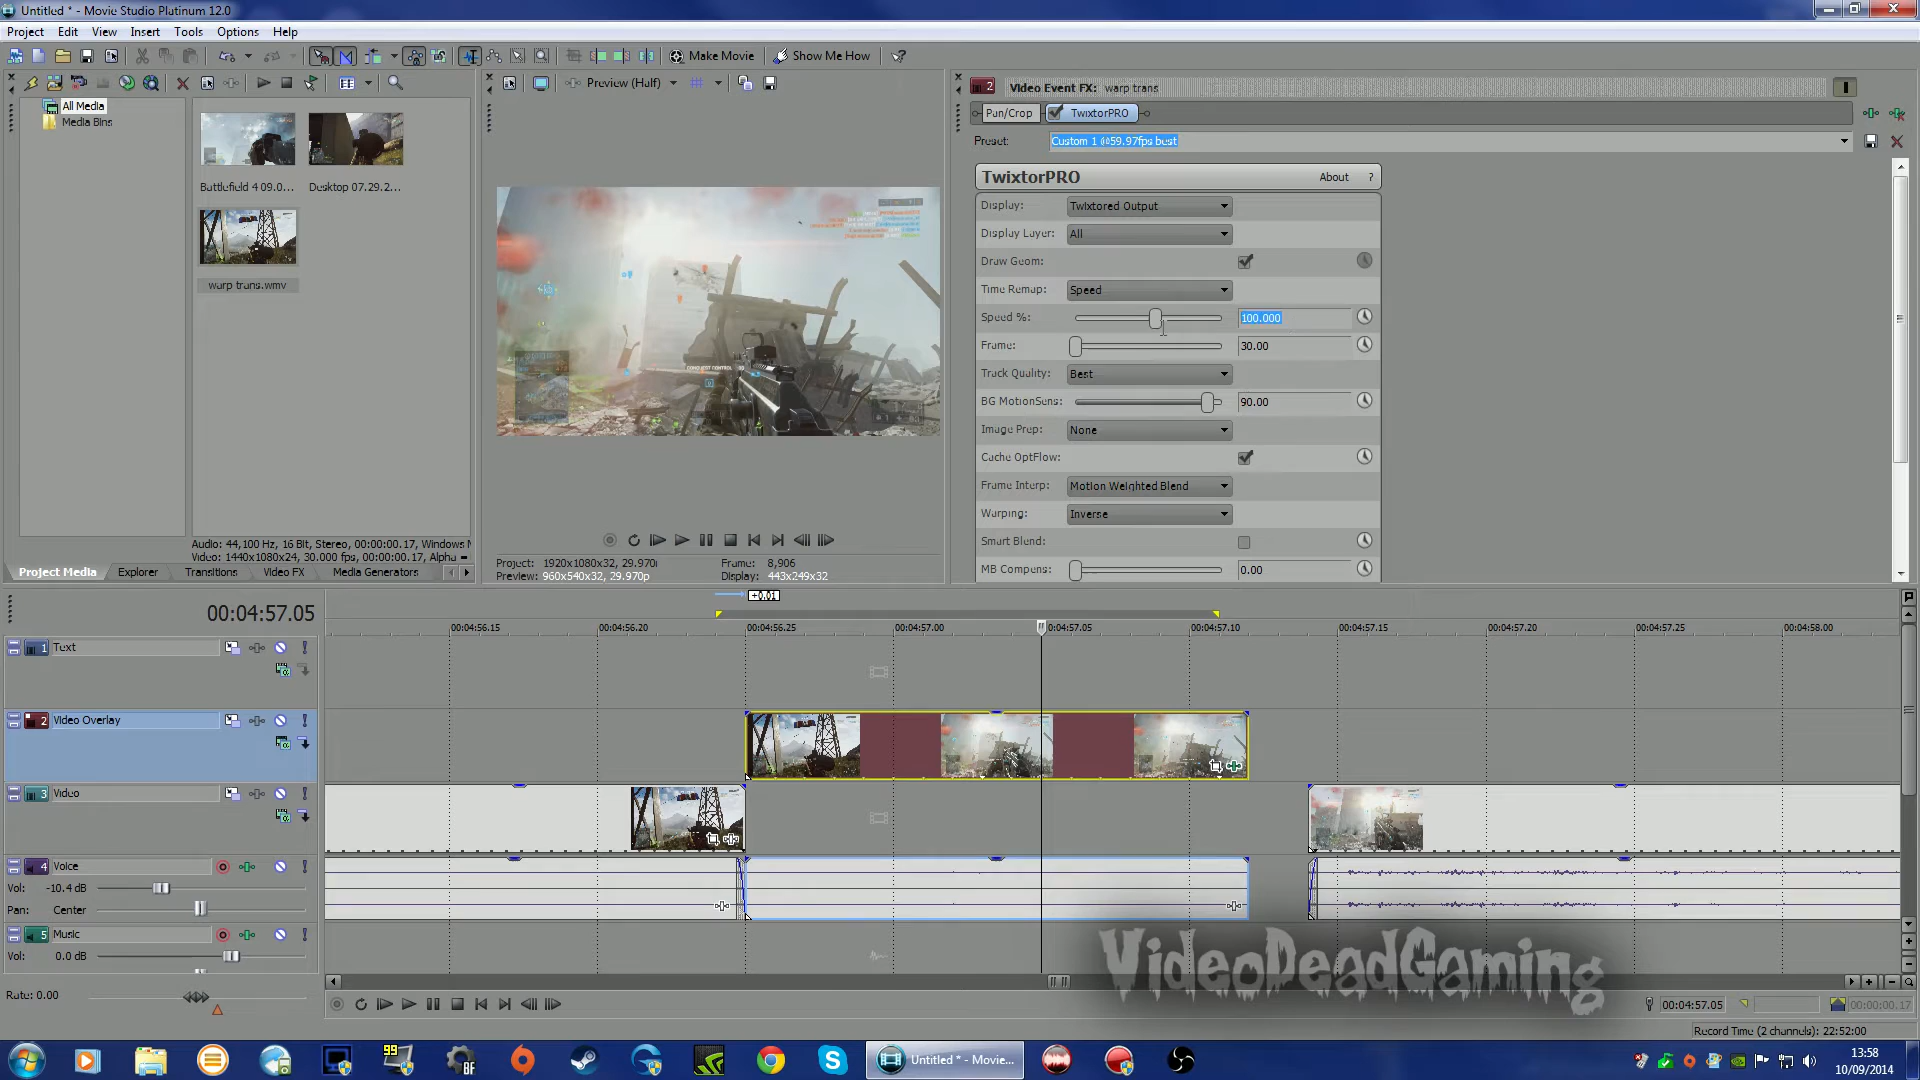 Untitled * - Movie Studio Platinum 12.0
Project Edit View Insert Tools Options Help
Make Movie Show Me How
Preview (Half)
All Media
Media Bins
Battlefield 4 09.0...
Desktop 07.29.2...
warp trans.wmv
Audio: 44,100 Hz, 16 Bit, Stereo, 00:00:00.17, Windows M
Video: 1440x1080x24, 30.000 fps, 00:00:00.17, Alpha =
Project Media Explorer Transitions Video FX Media Generators
Project: 1920x1080x32, 29.970i
Preview: 960x540x32, 29.970p
Frame: 8,906
Display: 443x249x32
2 Video Event FX: warp trans
Pan/Crop TwixtorPRO
Preset: Custom 1 @59.97fps best
TwixtorPRO About ?
Display: Twixtored Output
Display Layer: All
Draw Geom:
Time Remap: Speed
Speed %: 100.000
Frame: 30.00
Track Quality: Best
BG MotionSens: 90.00
Image Prep: None
Cache OptFlow:
Frame Interp: Motion Weighted Blend
Warping: Inverse
Smart Blend:
MB Compens: 0.00
+0.01
00:04:57.05
00:04:56.15 00:04:56.20 00:04:56.25 00:04:57.00 00:04:57.05 00:04:57.10 00:04:57.15 00:04:57.20 00:04:57.25 00:04:58.00
1 Text
2 Video Overlay
3 Video
4 Voice
Vol: -10.4 dB
Pan: Center
5 Music
Vol: 0.0 dB
Rate: 0.00
VideoDeadGaming
00:04:57.05
00:00:00.17
Record Time (2 channels): 22:52:00
99
BF
Untitled * - Movie...
13:58
10/09/2014